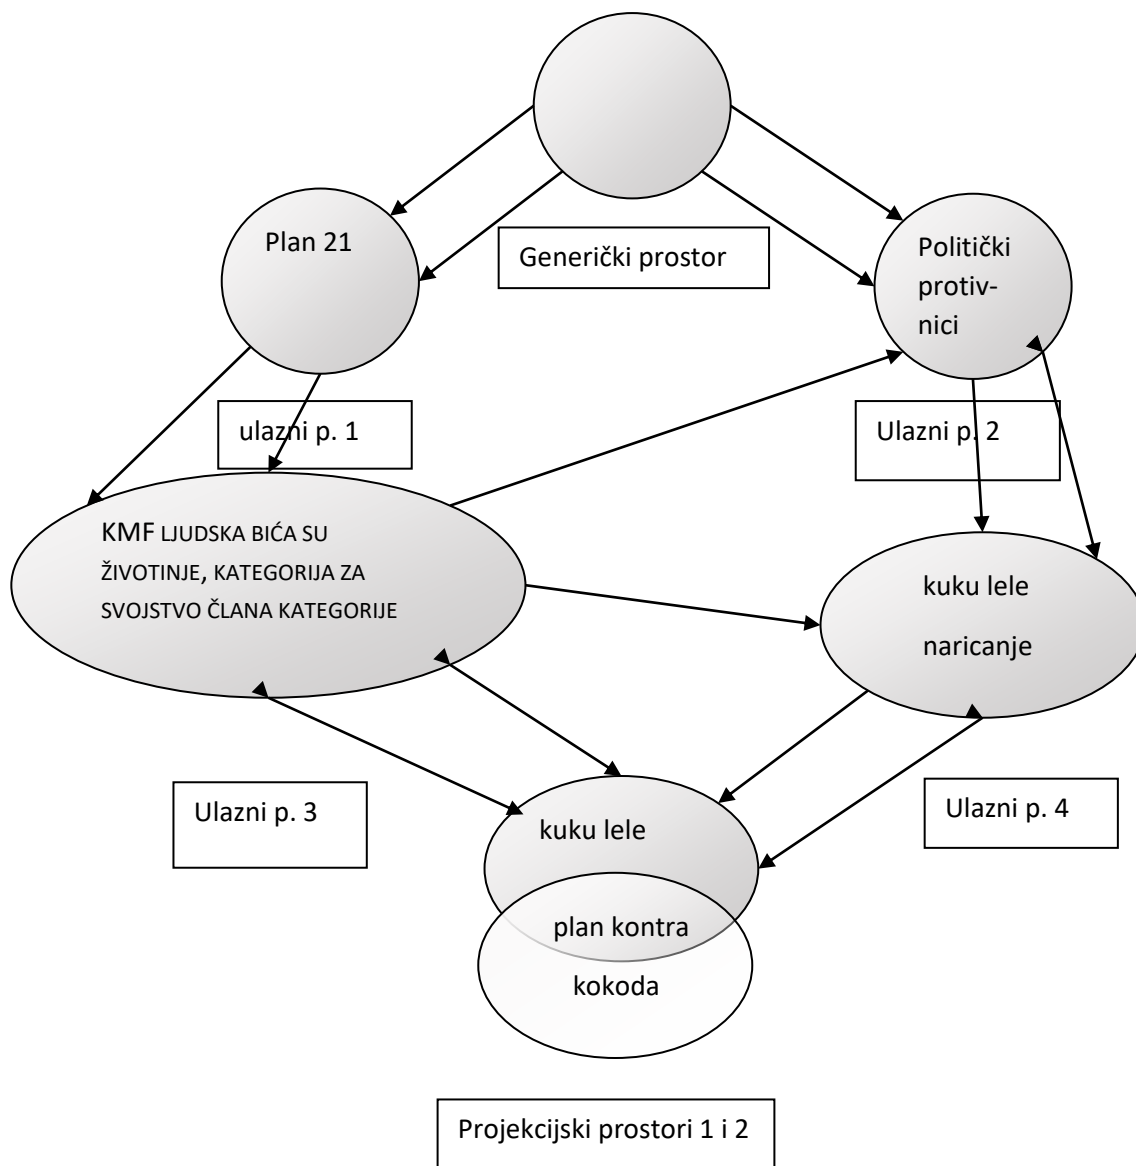 Plan 21
Generički prostor
Politički
protiv-
nici
ulazni p. 1
Ulazni p. 2
KMF LJUDSKA BIĆA SU
ŽIVOTINJE, KATEGORIJA ZA
SVOJSTVO ČLANA KATEGORIJE
kuku lele
naricanje
Ulazni p. 3
Ulazni p. 4
kuku lele
plan kontra
kokoda
Projekcijski prostori 1 i 2